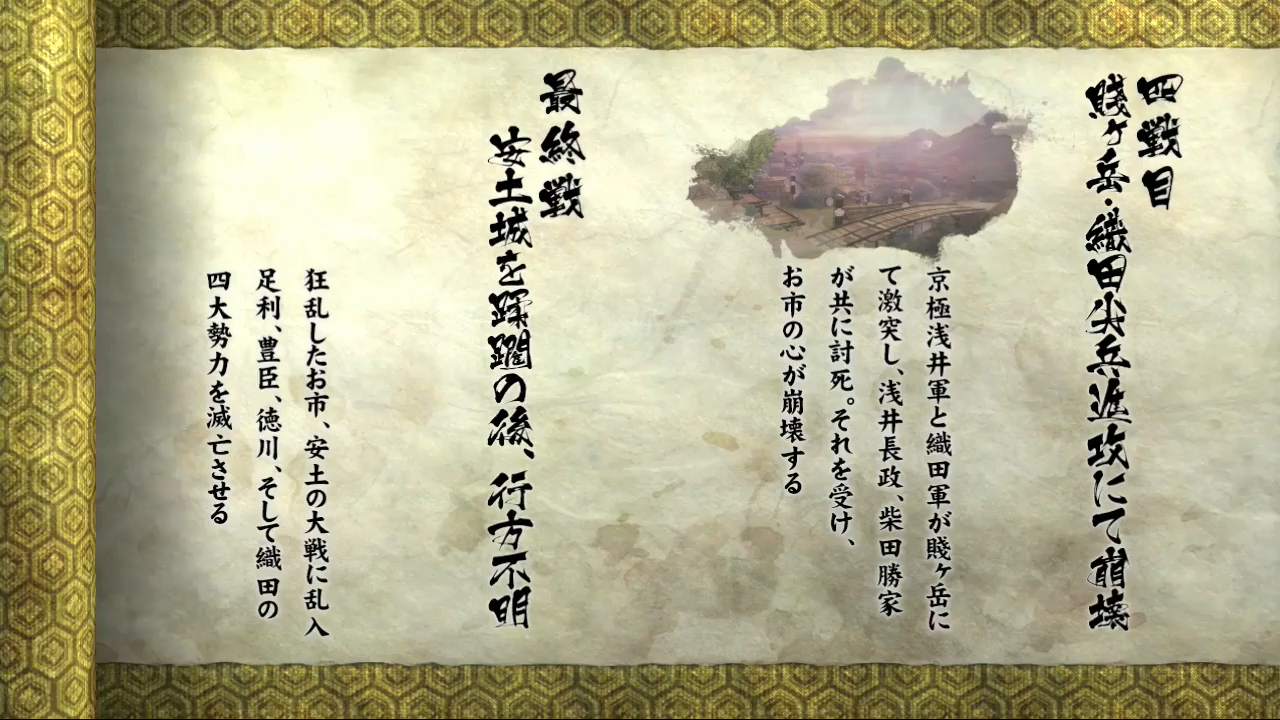 四戦目
賤ヶ岳・織田尖兵進攻にて崩壊
京極浅井軍と織田軍が賤ヶ岳に
て激突し、浅井長政、柴田勝家
が共に討死。それを受け、
お市の心が崩壊する
最終戦
安土城を蹂躙の後、行方不明
狂乱したお市、安土の大戦に乱入
足利、豊臣、徳川、そして織田の
四大勢力を滅亡させる